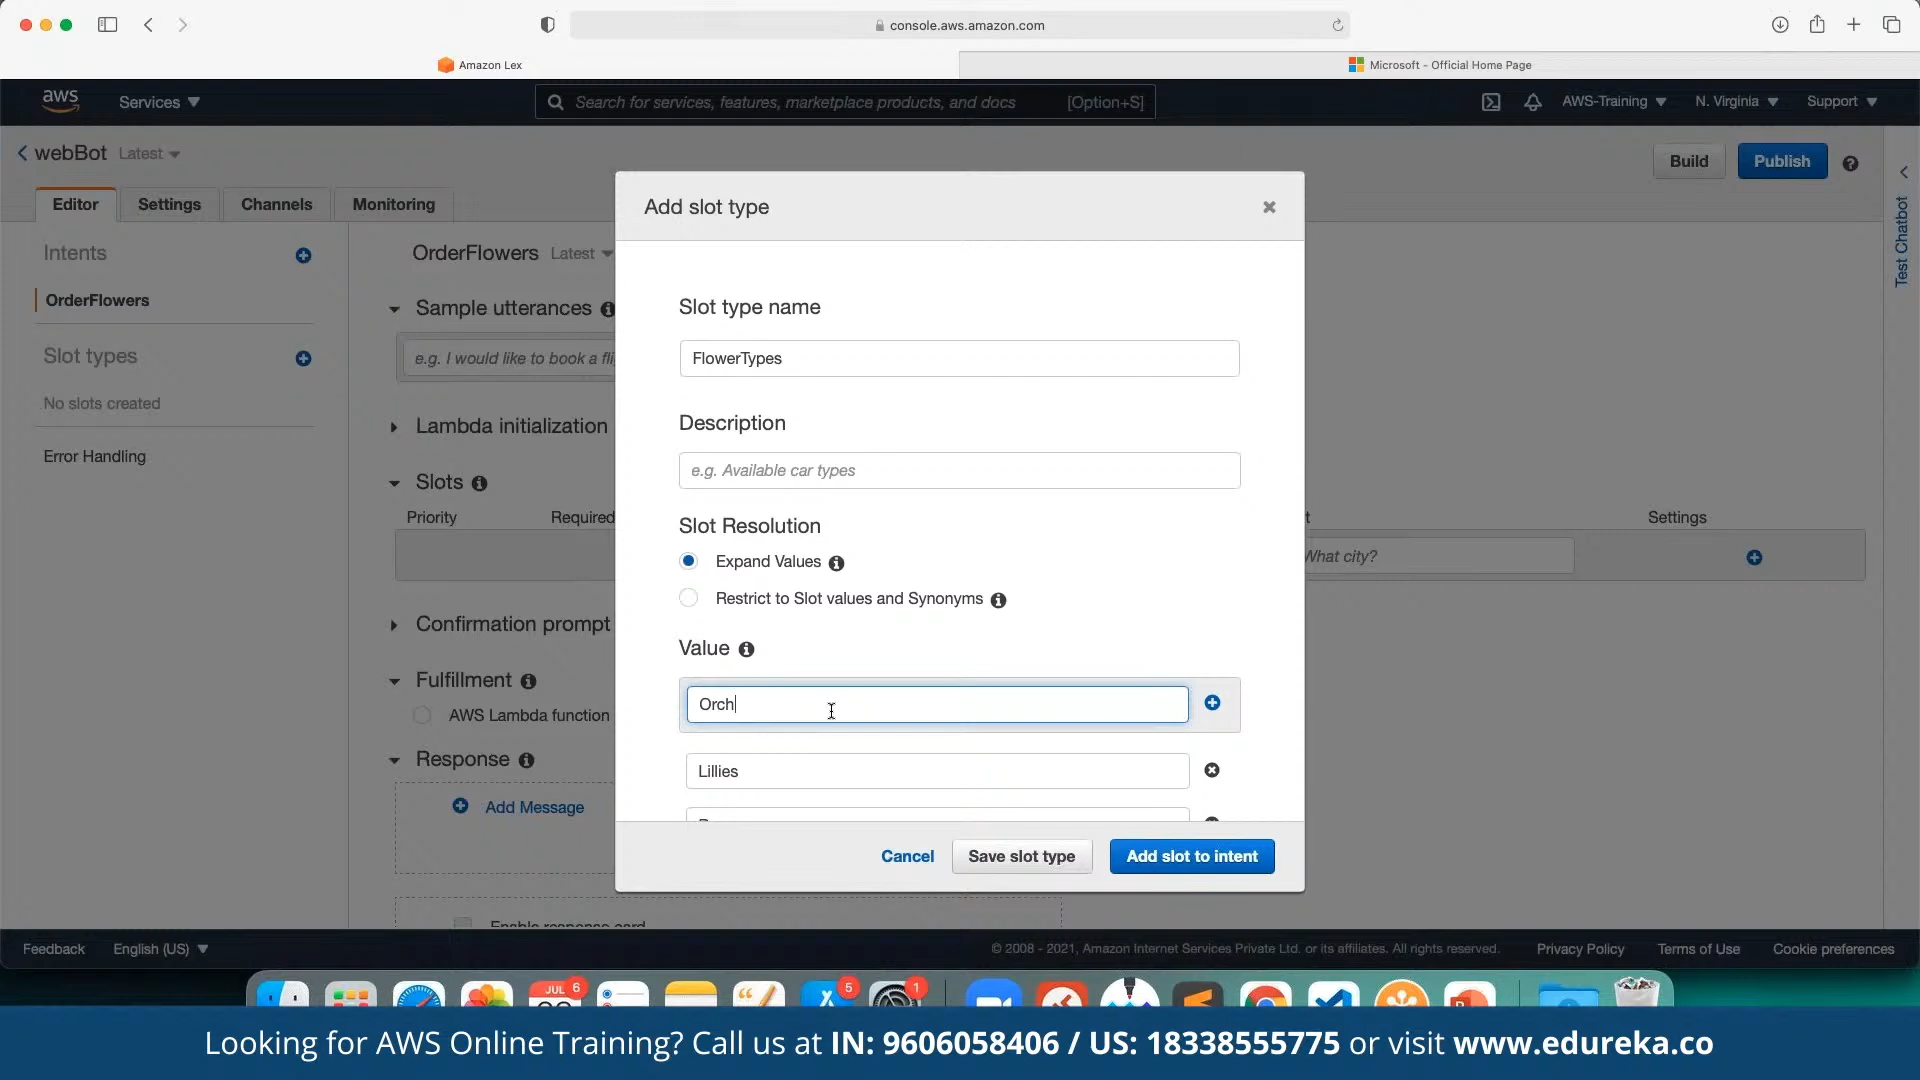 console.aws.amazon.com
Amazon Lex
Microsoft - Official Home Page
aws
Services
Search for services, features, marketplace products, and docs
[Option+S]
AWS-Training
N. Virginia
Support
webBot
Latest
Build
Publish
Editor
Settings
Channels
Monitoring
Test Chatbot
Intents
OrderFlowers
Slot types
No slots created
Error Handling
OrderFlowers
Latest
Sample utterances
e.g. I would like to book a fli
Lambda initialization
Slots
Priority
Required
Settings
What city?
Confirmation prompt
Fulfillment
AWS Lambda function
Response
Add Message
Enable response card
Add slot type
Slot type name
FlowerTypes
Description
e.g. Available car types
Slot Resolution
Expand Values
Restrict to Slot values and Synonyms
Value
Orch
Lillies
Cancel
Save slot type
Add slot to intent
Feedback
English (US)
© 2008 - 2021, Amazon Internet Services Private Ltd. or its affiliates. All rights reserved.
Privacy Policy
Terms of Use
Cookie preferences
JUL
6
5
1
Looking for AWS Online Training? Call us at IN: 9606058406 / US: 18338555775 or visit www.edureka.co